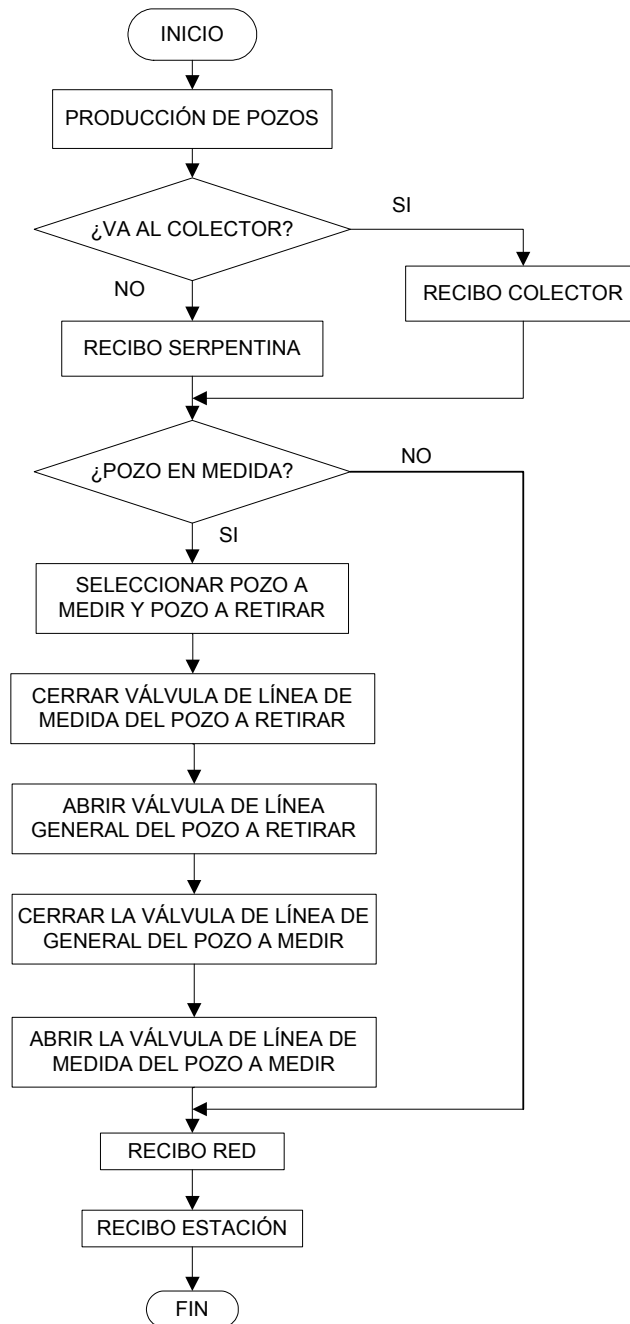 INICIO
PRODUCCIÓN DE POZOS
¿VA AL COLECTOR?
SI
NO
RECIBO COLECTOR
RECIBO SERPENTINA
¿POZO EN MEDIDA?
NO
SI
SELECCIONAR POZO A
MEDIR Y POZO A RETIRAR
CERRAR VÁLVULA DE LÍNEA DE
MEDIDA DEL POZO A RETIRAR
ABRIR VÁLVULA DE LÍNEA
GENERAL DEL POZO A RETIRAR
CERRAR LA VÁLVULA DE LÍNEA DE
GENERAL DEL POZO A MEDIR
ABRIR LA VÁLVULA DE LÍNEA DE
MEDIDA DEL POZO A MEDIR
RECIBO RED
RECIBO ESTACIÓN
FIN